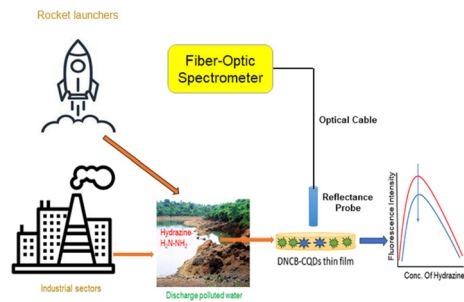 Rocket launchers
Fiber-Optic
Spectrometer
Optical Cable
Reflectance
Probe
Hydrazine
H₂N-NH₂
DNCB-CQDs thin film
Fluorescence Intensity
Conc. Of Hydrazine
Industrial sectors
Discharge polluted water